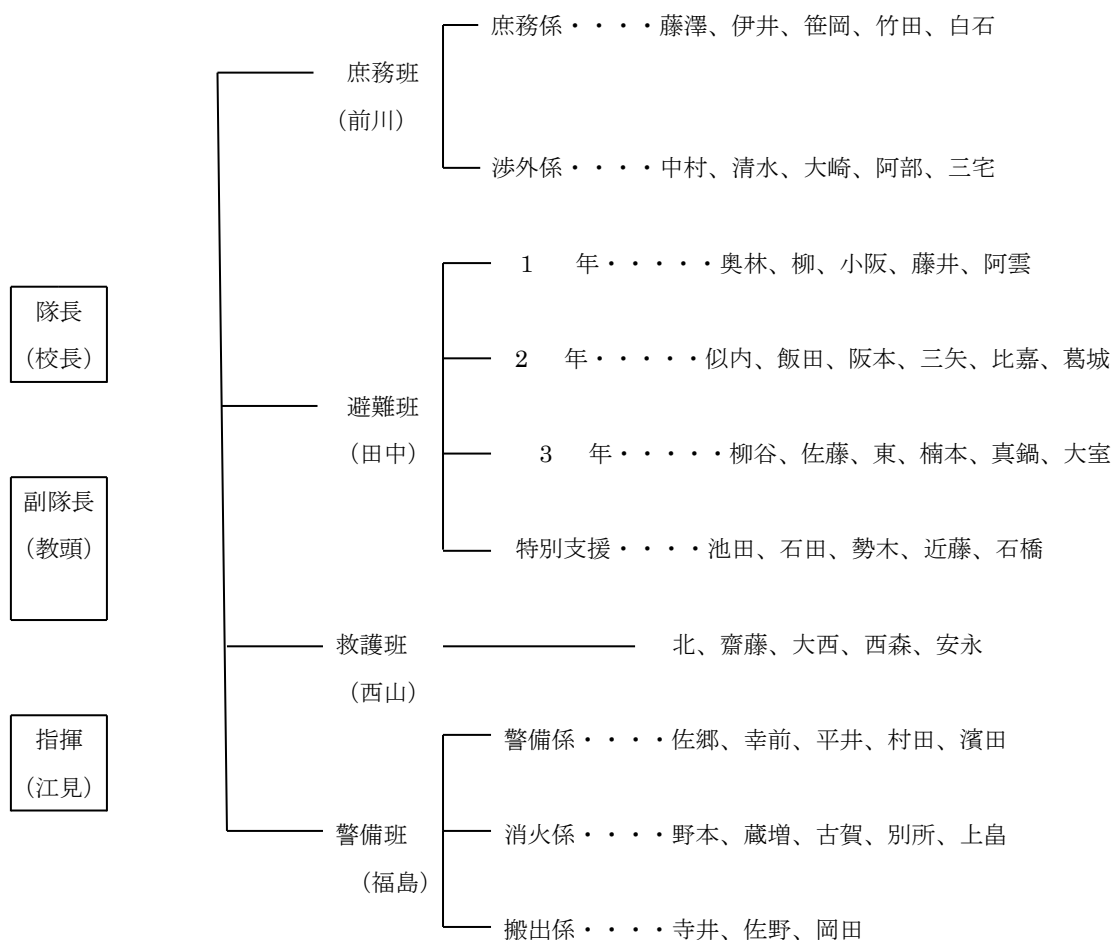 庶務係・・・・藤澤、伊井、笹岡、竹田、白石
庶務班
（前川）
渉外係・・・・中村、清水、大崎、阿部、三宅
1 年・・・・・奥林、柳、小阪、藤井、阿雲
隊長
（校長）
2 年・・・・・似内、飯田、阪本、三矢、比嘉、葛城
避難班
（田中）
3 年・・・・・柳谷、佐藤、東、楠本、真鍋、大室
副隊長
（教頭）
特別支援・・・・池田、石田、勢木、近藤、石橋
救護班 北、齋藤、大西、西森、安永
（西山）
指揮
（江見）
警備係・・・・佐郷、幸前、平井、村田、濱田
警備班
（福島）
消火係・・・・野本、蔵増、古賀、別所、上畠
搬出係・・・・寺井、佐野、岡田